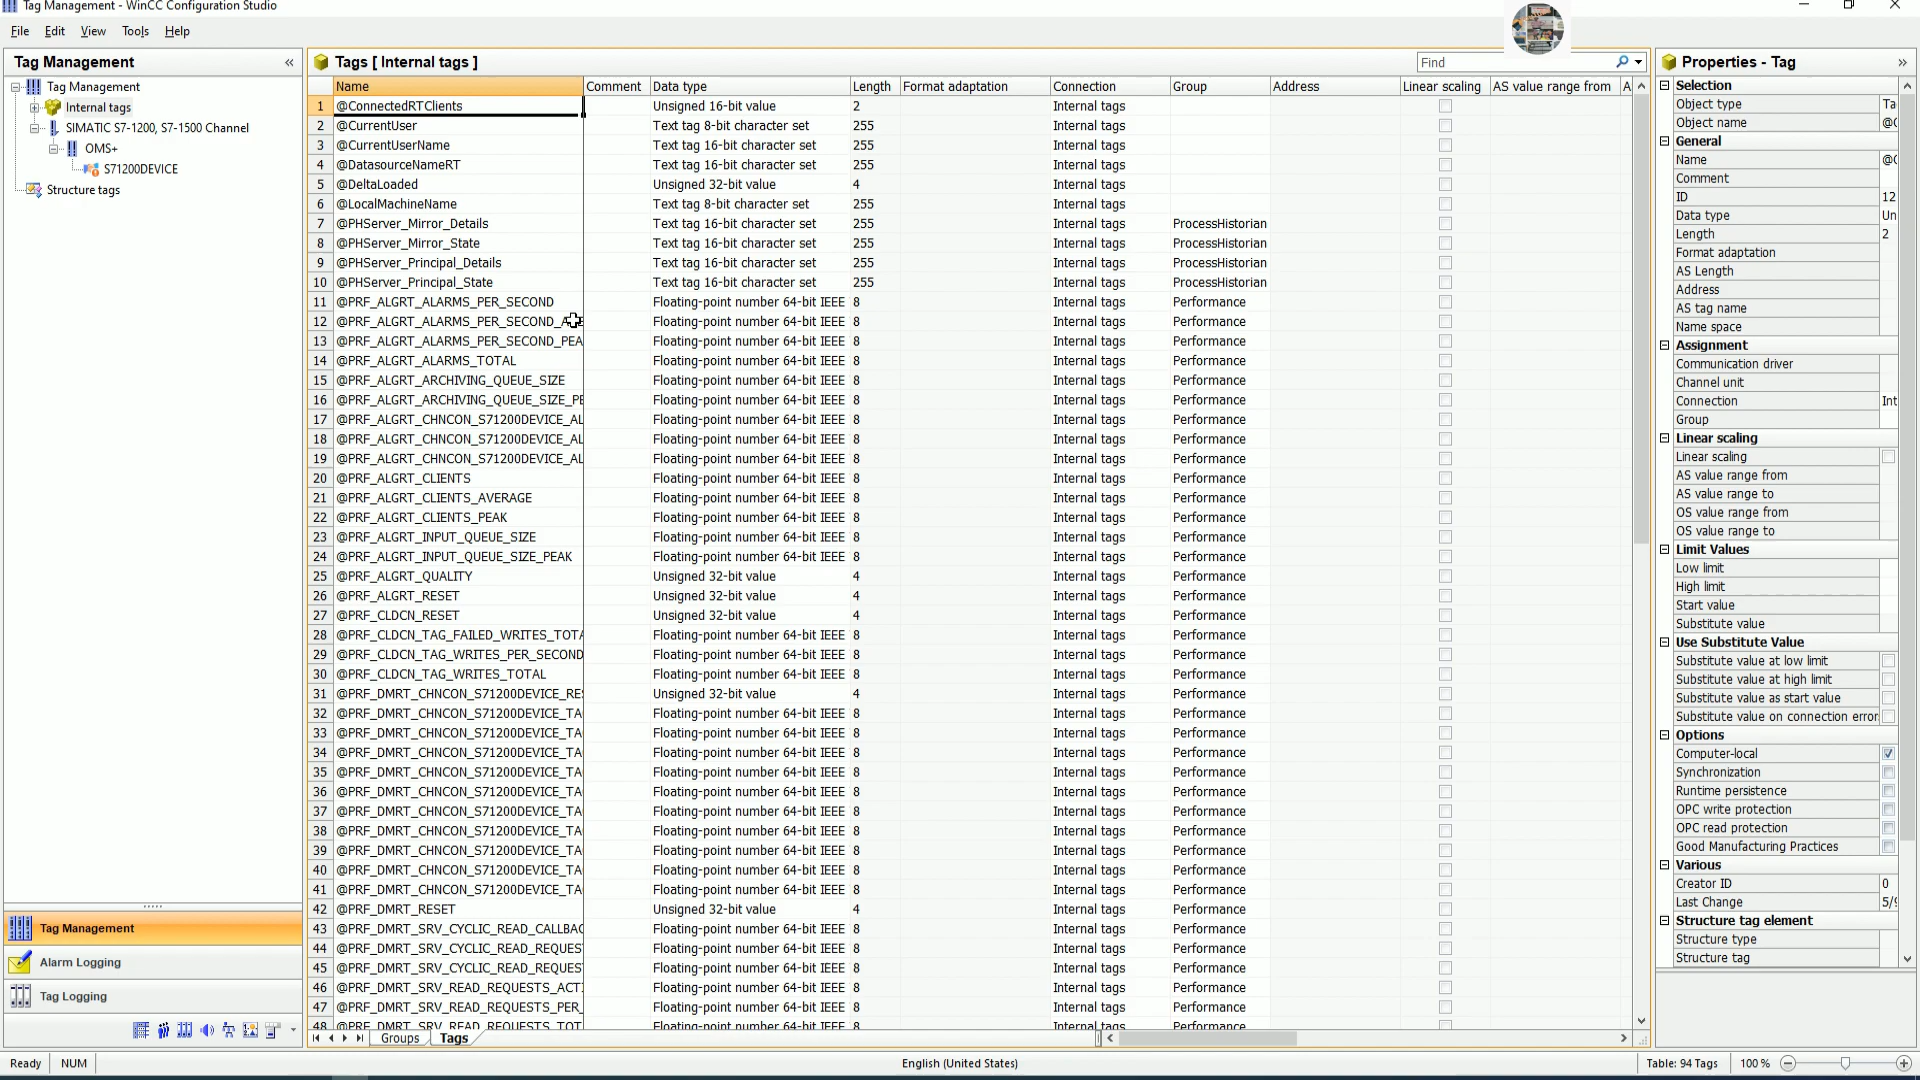 Tag Management - WinCC Configuration Studio
File Edit View Tools Help
Tag Management «
Tag Management
Internal tags
SIMATIC S7-1200, S7-1500 Channel
OMS+
S71200DEVICE
Structure tags
Tag Management
Alarm Logging
Tag Logging
Tags [ Internal tags ]
Find
Name Comment Data type Length Format adaptation Connection Group Address Linear scaling AS value range from A
1 @ConnectedRTClients Unsigned 16-bit value 2 Internal tags
2 @CurrentUser Text tag 8-bit character set 255 Internal tags
3 @CurrentUserName Text tag 16-bit character set 255 Internal tags
4 @DatasourceNameRT Text tag 16-bit character set 255 Internal tags
5 @DeltaLoaded Unsigned 32-bit value 4 Internal tags
6 @LocalMachineName Text tag 8-bit character set 255 Internal tags
7 @PHServer_Mirror_Details Text tag 16-bit character set 255 Internal tags ProcessHistorian
8 @PHServer_Mirror_State Text tag 16-bit character set 255 Internal tags ProcessHistorian
9 @PHServer_Principal_Details Text tag 16-bit character set 255 Internal tags ProcessHistorian
10 @PHServer_Principal_State Text tag 16-bit character set 255 Internal tags ProcessHistorian
11 @PRF_ALGRT_ALARMS_PER_SECOND Floating-point number 64-bit IEEE 8 Internal tags Performance
12 @PRF_ALGRT_ALARMS_PER_SECOND_ Floating-point number 64-bit IEEE 8 Internal tags Performance
13 @PRF_ALGRT_ALARMS_PER_SECOND_PEA Floating-point number 64-bit IEEE 8 Internal tags Performance
14 @PRF_ALGRT_ALARMS_TOTAL Floating-point number 64-bit IEEE 8 Internal tags Performance
15 @PRF_ALGRT_ARCHIVING_QUEUE_SIZE Floating-point number 64-bit IEEE 8 Internal tags Performance
16 @PRF_ALGRT_ARCHIVING_QUEUE_SIZE_PE Floating-point number 64-bit IEEE 8 Internal tags Performance
17 @PRF_ALGRT_CHNCON_S71200DEVICE_AL Floating-point number 64-bit IEEE 8 Internal tags Performance
18 @PRF_ALGRT_CHNCON_S71200DEVICE_AL Floating-point number 64-bit IEEE 8 Internal tags Performance
19 @PRF_ALGRT_CHNCON_S71200DEVICE_AL Floating-point number 64-bit IEEE 8 Internal tags Performance
20 @PRF_ALGRT_CLIENTS Floating-point number 64-bit IEEE 8 Internal tags Performance
21 @PRF_ALGRT_CLIENTS_AVERAGE Floating-point number 64-bit IEEE 8 Internal tags Performance
22 @PRF_ALGRT_CLIENTS_PEAK Floating-point number 64-bit IEEE 8 Internal tags Performance
23 @PRF_ALGRT_INPUT_QUEUE_SIZE Floating-point number 64-bit IEEE 8 Internal tags Performance
24 @PRF_ALGRT_INPUT_QUEUE_SIZE_PEAK Floating-point number 64-bit IEEE 8 Internal tags Performance
25 @PRF_ALGRT_QUALITY Unsigned 32-bit value 4 Internal tags Performance
26 @PRF_ALGRT_RESET Unsigned 32-bit value 4 Internal tags Performance
27 @PRF_CLDCN_RESET Unsigned 32-bit value 4 Internal tags Performance
28 @PRF_CLDCN_TAG_FAILED_WRITES_TOTA Floating-point number 64-bit IEEE 8 Internal tags Performance
29 @PRF_CLDCN_TAG_WRITES_PER_SECOND Floating-point number 64-bit IEEE 8 Internal tags Performance
30 @PRF_CLDCN_TAG_WRITES_TOTAL Floating-point number 64-bit IEEE 8 Internal tags Performance
31 @PRF_DMRT_CHNCON_S71200DEVICE_RES Unsigned 32-bit value 4 Internal tags Performance
32 @PRF_DMRT_CHNCON_S71200DEVICE_TA Floating-point number 64-bit IEEE 8 Internal tags Performance
33 @PRF_DMRT_CHNCON_S71200DEVICE_TA Floating-point number 64-bit IEEE 8 Internal tags Performance
34 @PRF_DMRT_CHNCON_S71200DEVICE_TA Floating-point number 64-bit IEEE 8 Internal tags Performance
35 @PRF_DMRT_CHNCON_S71200DEVICE_TA Floating-point number 64-bit IEEE 8 Internal tags Performance
36 @PRF_DMRT_CHNCON_S71200DEVICE_TA Floating-point number 64-bit IEEE 8 Internal tags Performance
37 @PRF_DMRT_CHNCON_S71200DEVICE_TA Floating-point number 64-bit IEEE 8 Internal tags Performance
38 @PRF_DMRT_CHNCON_S71200DEVICE_TA Floating-point number 64-bit IEEE 8 Internal tags Performance
39 @PRF_DMRT_CHNCON_S71200DEVICE_TA Floating-point number 64-bit IEEE 8 Internal tags Performance
40 @PRF_DMRT_CHNCON_S71200DEVICE_TA Floating-point number 64-bit IEEE 8 Internal tags Performance
41 @PRF_DMRT_CHNCON_S71200DEVICE_TA Floating-point number 64-bit IEEE 8 Internal tags Performance
42 @PRF_DMRT_RESET Unsigned 32-bit value 4 Internal tags Performance
43 @PRF_DMRT_SRV_CYCLIC_READ_CALLBAC Floating-point number 64-bit IEEE 8 Internal tags Performance
44 @PRF_DMRT_SRV_CYCLIC_READ_REQUES Floating-point number 64-bit IEEE 8 Internal tags Performance
45 @PRF_DMRT_SRV_CYCLIC_READ_REQUES Floating-point number 64-bit IEEE 8 Internal tags Performance
46 @PRF_DMRT_SRV_READ_REQUESTS_ACTI Floating-point number 64-bit IEEE 8 Internal tags Performance
47 @PRF_DMRT_SRV_READ_REQUESTS_PER_ Floating-point number 64-bit IEEE 8 Internal tags Performance
48 @PRF_DMRT_SRV_READ_REQUESTS_TOT Floating-point number 64-bit IEEE 8 Internal tags Performance
Groups Tags
Properties - Tag »
Selection
Object type Ta
Object name @C
General
Name @C
Comment
ID 12
Data type Un
Length 2
Format adaptation
AS Length
Address
AS tag name
Name space
Assignment
Communication driver
Channel unit
Connection Int
Group
Linear scaling
Linear scaling
AS value range from
AS value range to
OS value range from
OS value range to
Limit Values
Low limit
High limit
Start value
Substitute value
Use Substitute Value
Substitute value at low limit
Substitute value at high limit
Substitute value as start value
Substitute value on connection error
Options
Computer-local
Synchronization
Runtime persistence
OPC write protection
OPC read protection
Good Manufacturing Practices
Various
Creator ID 0
Last Change 5/9
Structure tag element
Structure type
Structure tag
Ready NUM English (United States) Table: 94 Tags 100 %